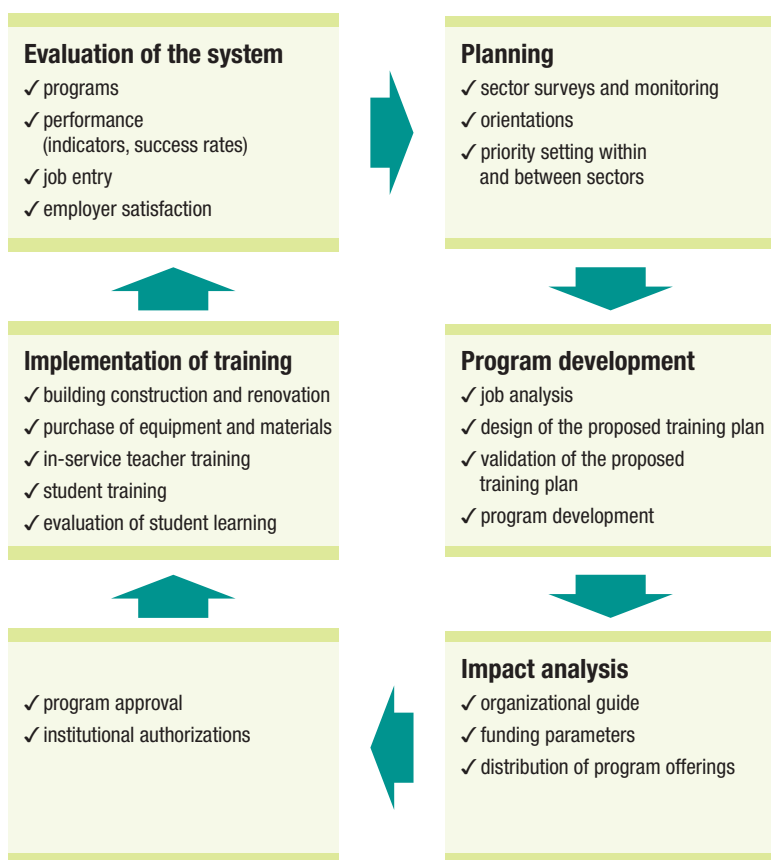 Evaluation of the system
✓ programs
✓ performance
(indicators, success rates)
✓ job entry
✓ employer satisfaction
Planning
✓ sector surveys and monitoring
✓ orientations
✓ priority setting within
and between sectors
Implementation of training
✓ building construction and renovation
✓ purchase of equipment and materials
✓ in-service teacher training
✓ student training
✓ evaluation of student learning
Program development
✓ job analysis
✓ design of the proposed training plan
✓ validation of the proposed
training plan
✓ program development
✓ program approval
✓ institutional authorizations
Impact analysis
✓ organizational guide
✓ funding parameters
✓ distribution of program offerings